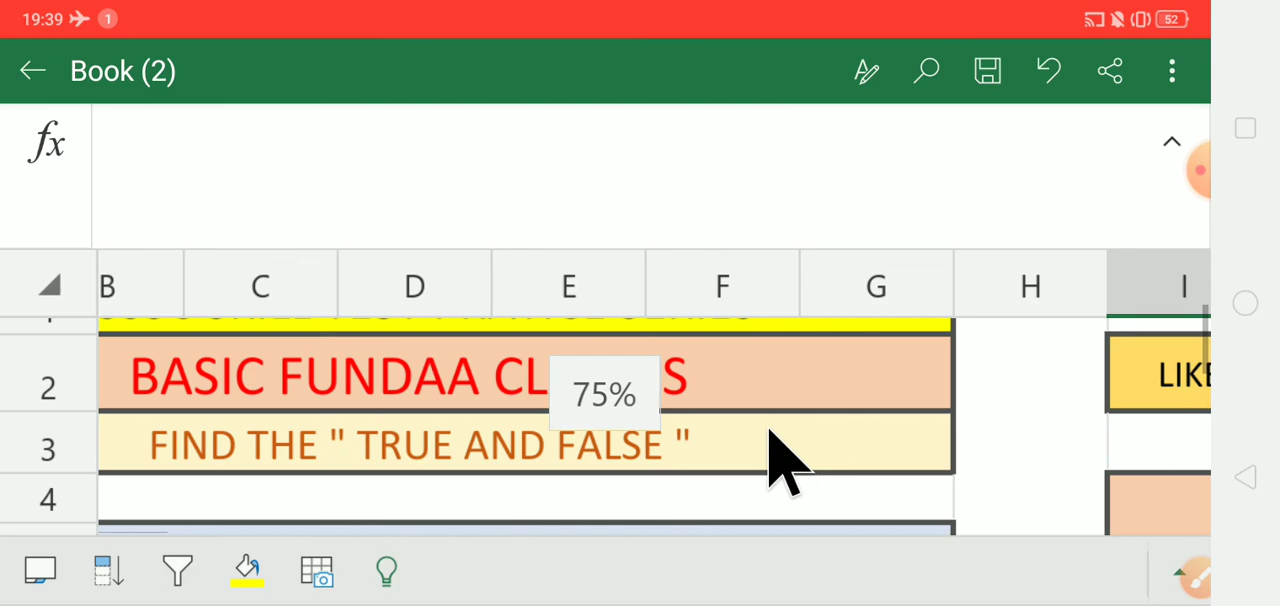 19:39 1 52
Book (2)
fx
B C D E F G H I
2 BASIC FUNDAA CL S LIKE
75%
3 FIND THE " TRUE AND FALSE "
4